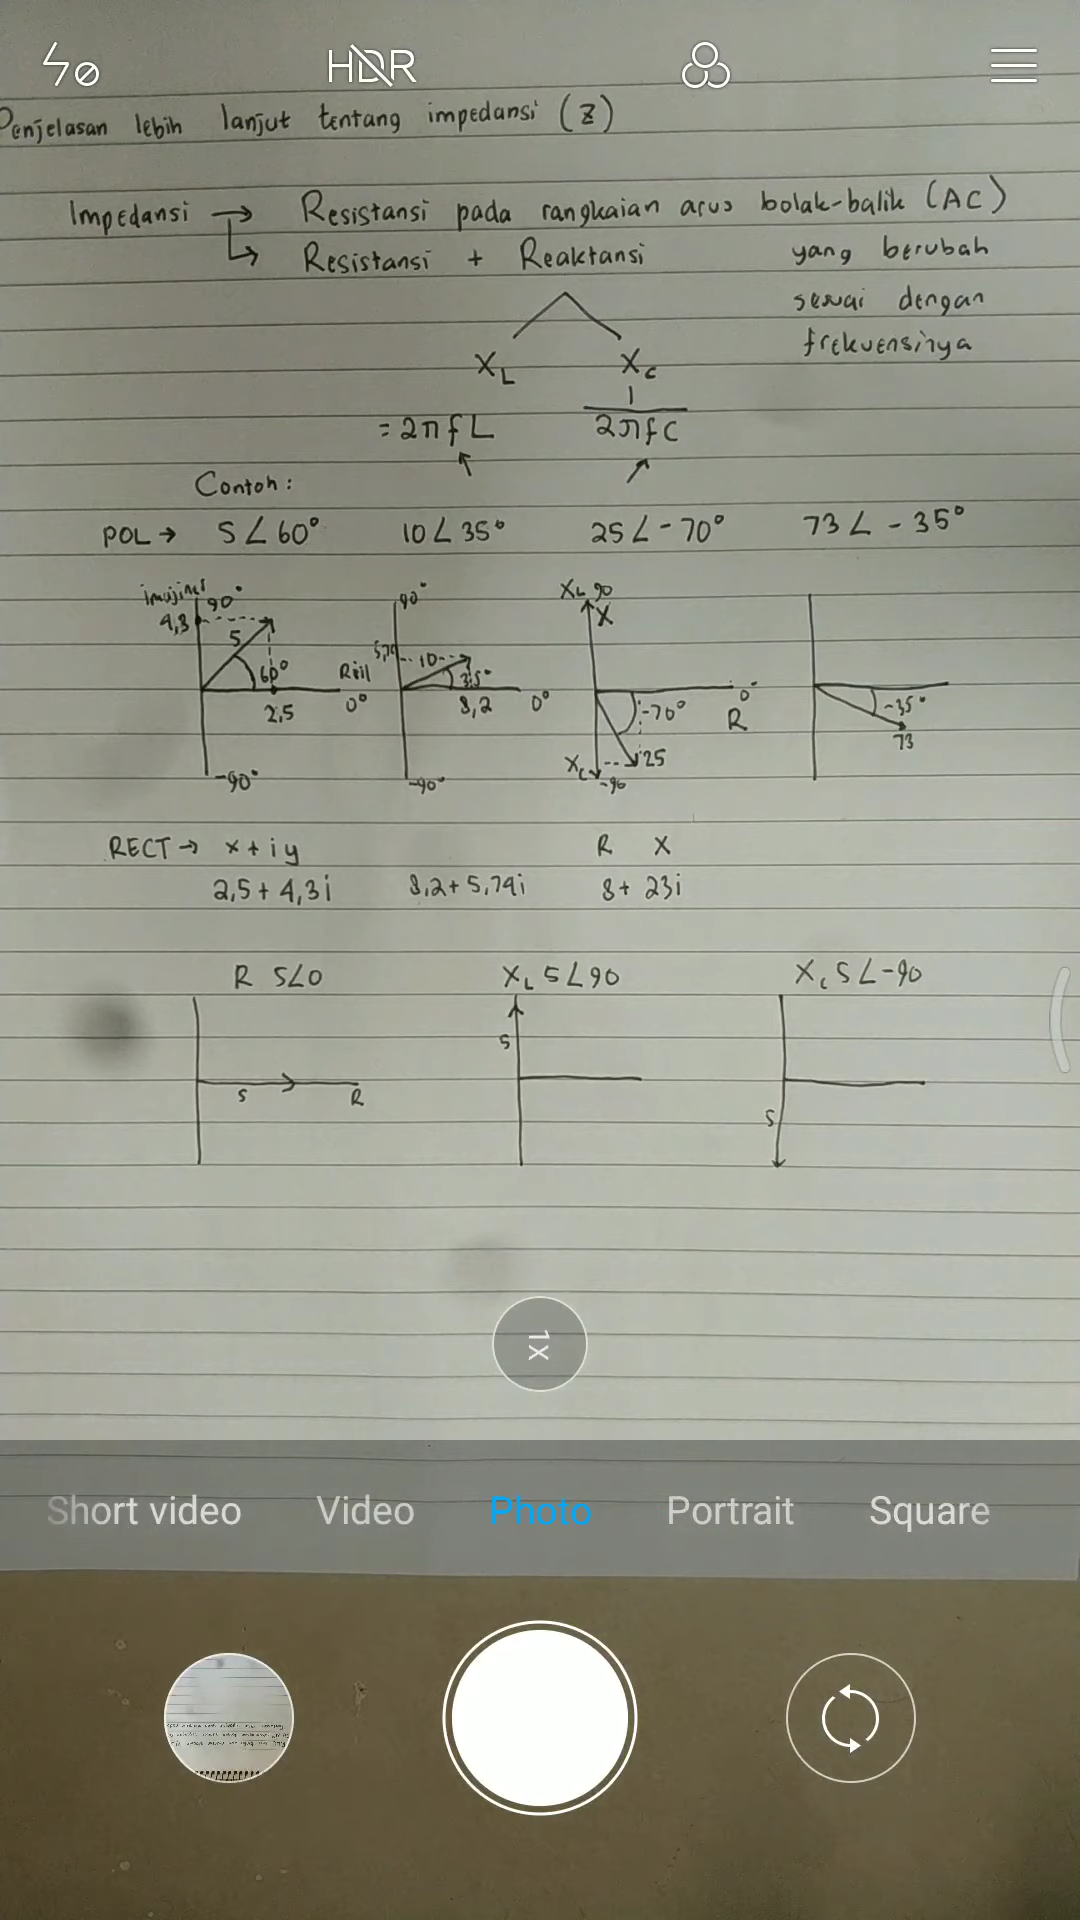 HDR
Penjelasan lebih lanjut tentang impedansi (Z)
Impedansi → Resistansi pada rangkaian arus bolak-balik (AC)
↳ Resistansi + Reaktansi yang berubah
sesuai dengan
frekuensinya
XL Xc
= 2πfL 1/2πfC
Contoh :
POL → 5∠60° 10∠35° 25∠-70° 73∠-35°
imajiner 90° 90° XL 90
4,3 5 X
60° Riil 5,74 10 35° 0° -70° -35°
2,5 0° 8,2 0° R
Xc 25 73
-90° -90° -90
RECT → x + iy R X
2,5 + 4,3i 8,2 + 5,74i 8 + 23i
R 5∠0 XL 5∠90 Xc 5∠-90
5
5 R 5
1X
Short video Video Photo Portrait Square